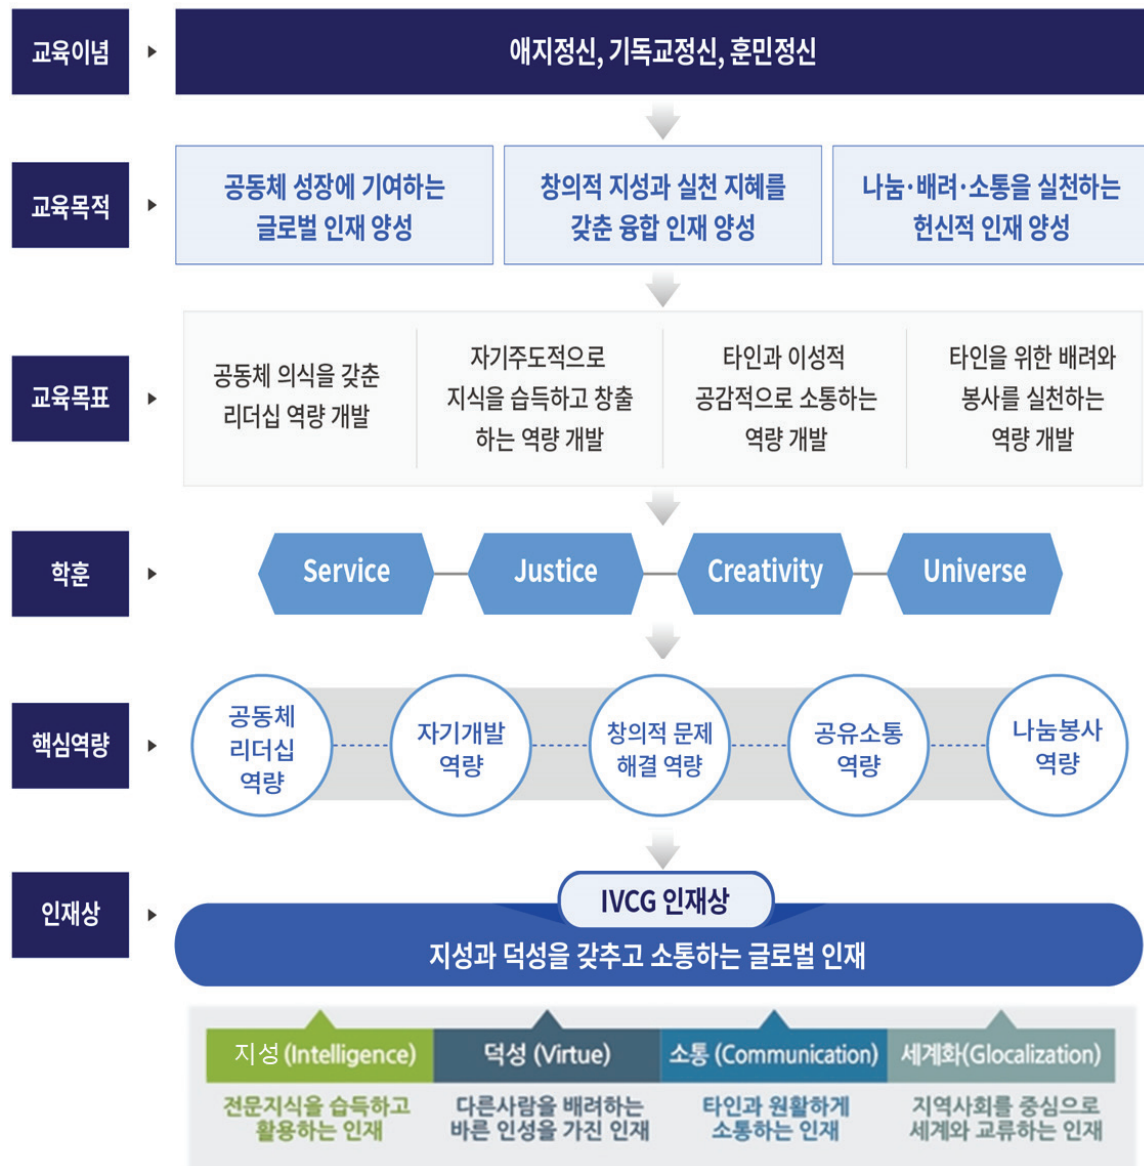 교육이념
애지정신, 기독교정신, 훈민정신
교육목적
공동체 성장에 기여하는
글로벌 인재 양성
창의적 지성과 실천 지혜를
갖춘 융합 인재 양성
나눔·배려·소통을 실천하는
헌신적 인재 양성
교육목표
공동체 의식을 갖춘
리더십 역량 개발
자기주도적으로
지식을 습득하고 창출
하는 역량 개발
타인과 이성적
공감적으로 소통하는
역량 개발
타인을 위한 배려와
봉사를 실천하는
역량 개발
학훈
Service
Justice
Creativity
Universe
핵심역량
공동체
리더십
역량
자기개발
역량
창의적 문제
해결 역량
공유소통
역량
나눔봉사
역량
인재상
IVCG 인재상
지성과 덕성을 갖추고 소통하는 글로벌 인재
지성 (Intelligence)
전문지식을 습득하고
활용하는 인재
덕성 (Virtue)
다른사람을 배려하는
바른 인성을 가진 인재
소통 (Communication)
타인과 원활하게
소통하는 인재
세계화(Glocalization)
지역사회를 중심으로
세계와 교류하는 인재